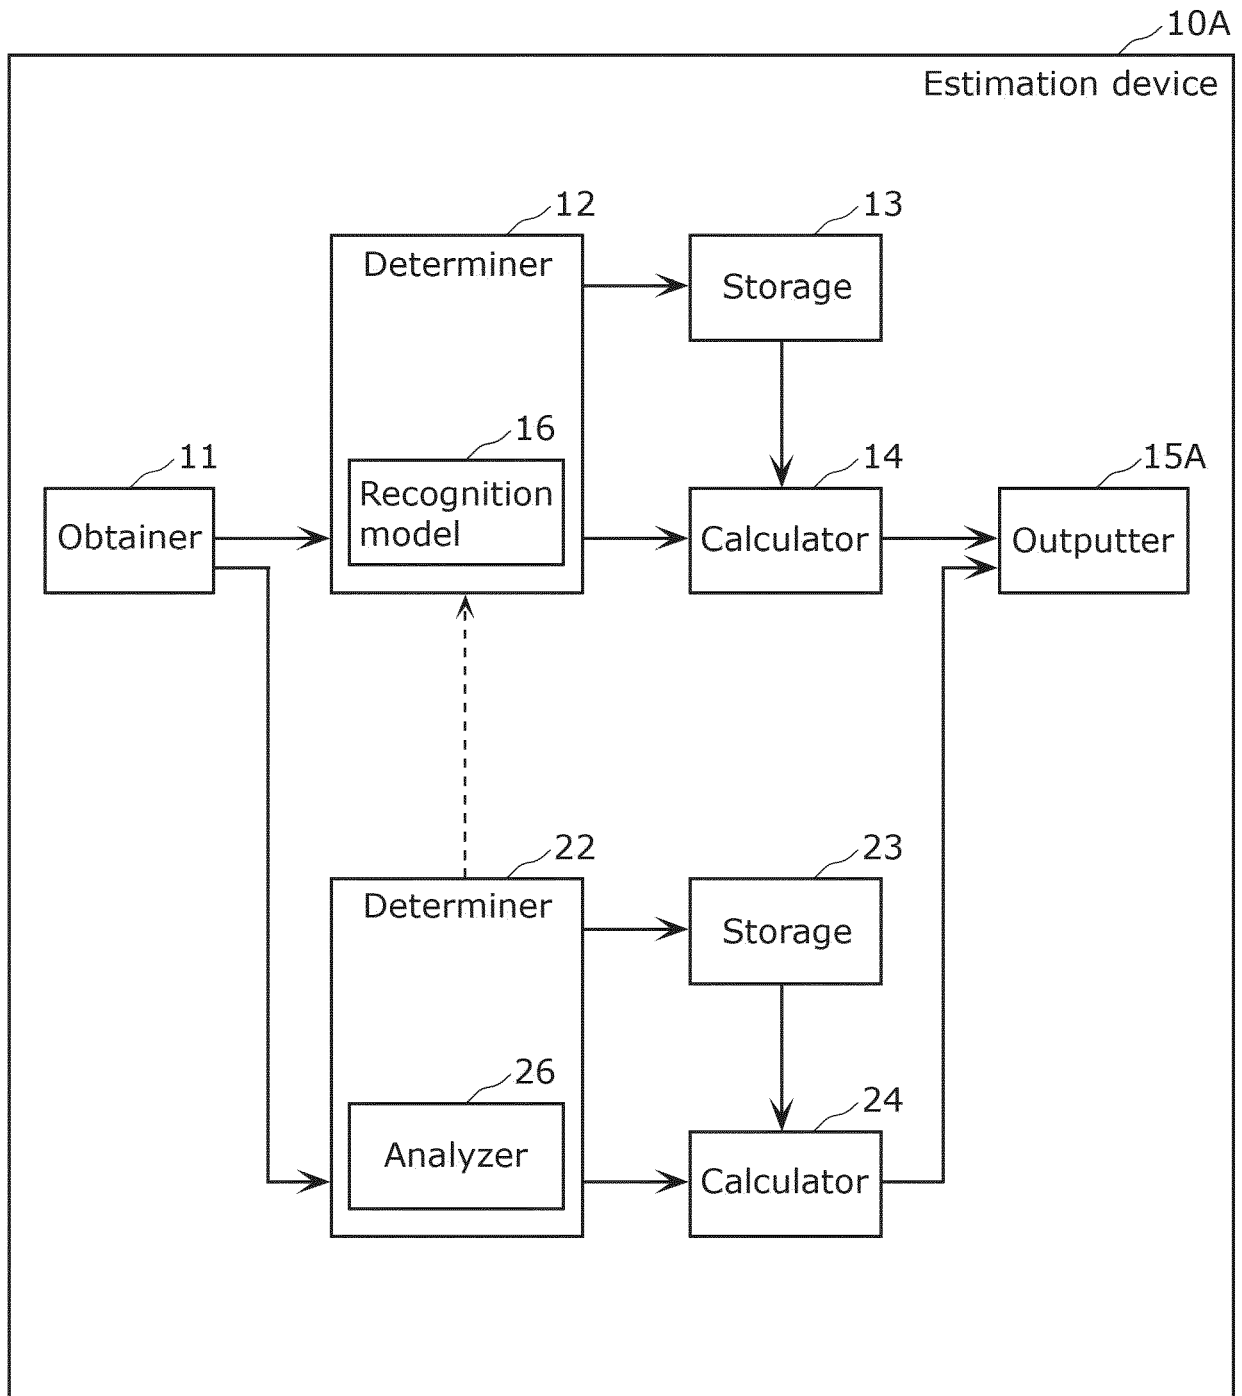 10A
Estimation device
12
13
Determiner
Storage
16
11
14
15A
Recognition
model
Obtainer
Calculator
Outputter
22
23
Determiner
Storage
26
24
Analyzer
Calculator